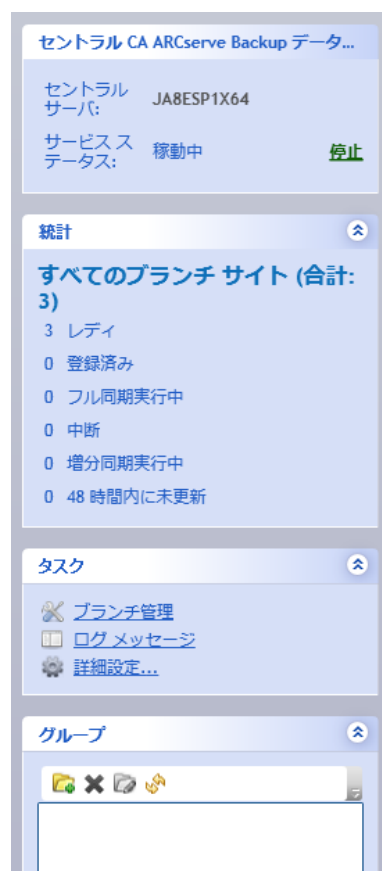 セントラル CA ARCserve Backup データ...
セントラル
サーバ: JA8ESP1X64
サービス ス
テータス: 稼動中 停止
統計
すべてのブランチ サイト (合計:
3)
3 レディ
0 登録済み
0 フル同期実行中
0 中断
0 増分同期実行中
0 48 時間内に未更新
タスク
ブランチ管理
ログ メッセージ
詳細設定...
グループ